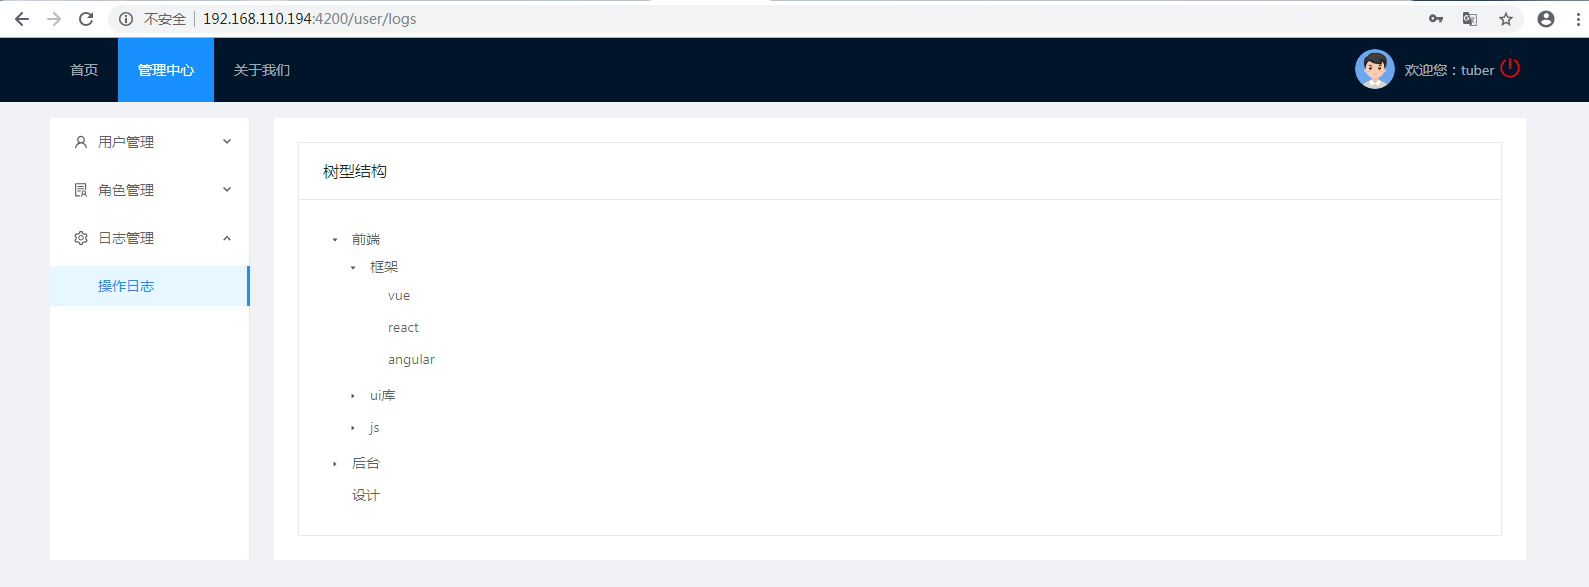 不安全 192.168.110.194:4200/user/logs
首页 管理中心 关于我们 欢迎您：tuber
用户管理
角色管理
日志管理
操作日志
树型结构
前端
框架
vue
react
angular
ui库
js
后台
设计